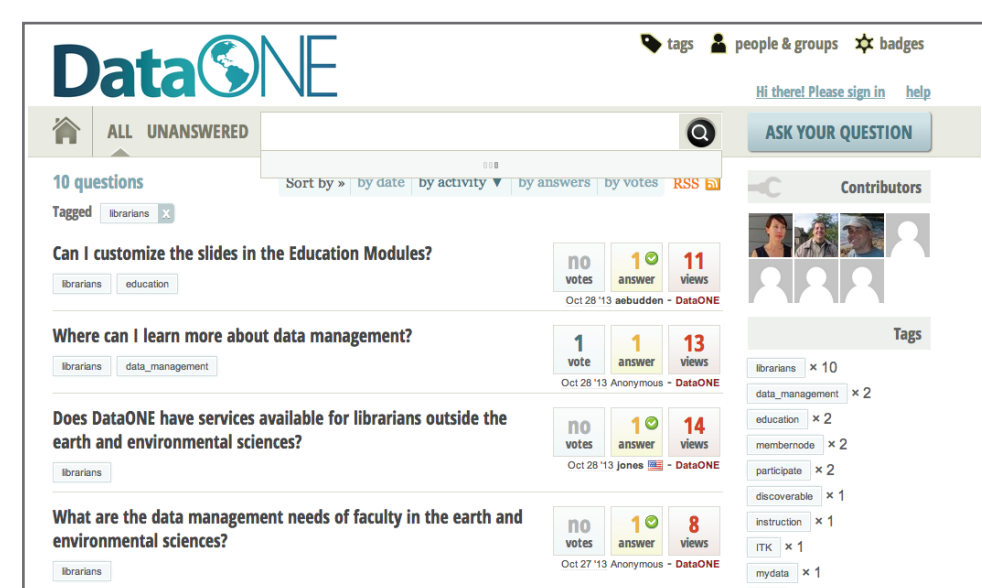 DataONE
tags people & groups badges
Hi there! Please sign in help
ALL UNANSWERED
ASK YOUR QUESTION
10 questions
Sort by » by date by activity ▼ by answers by votes RSS
Tagged librarians X
Can I customize the slides in the Education Modules?
librarians education
no votes 1 answer 11 views
Oct 28 '13 aebudden - DataONE
Where can I learn more about data management?
librarians data_management
1 vote 1 answer 13 views
Oct 28 '13 Anonymous - DataONE
Does DataONE have services available for librarians outside the
earth and environmental sciences?
librarians
no votes 1 answer 14 views
Oct 28 '13 jones - DataONE
What are the data management needs of faculty in the earth and
environmental sciences?
librarians
no votes 1 answer 8 views
Oct 27 '13 Anonymous - DataONE
Contributors
Tags
librarians × 10
data_management × 2
education × 2
membernode × 2
participate × 2
discoverable × 1
instruction × 1
ITK × 1
mydata × 1